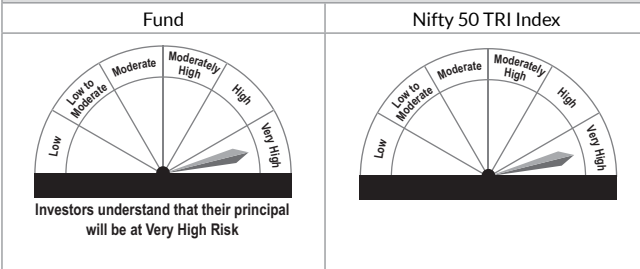 Fund
Nifty 50 TRI Index
Low
Low to
Moderate
Moderate
Moderately
High
High
Very High
Investors understand that their principal
will be at Very High Risk
Low
Low to
Moderate
Moderate
Moderately
High
High
Very High